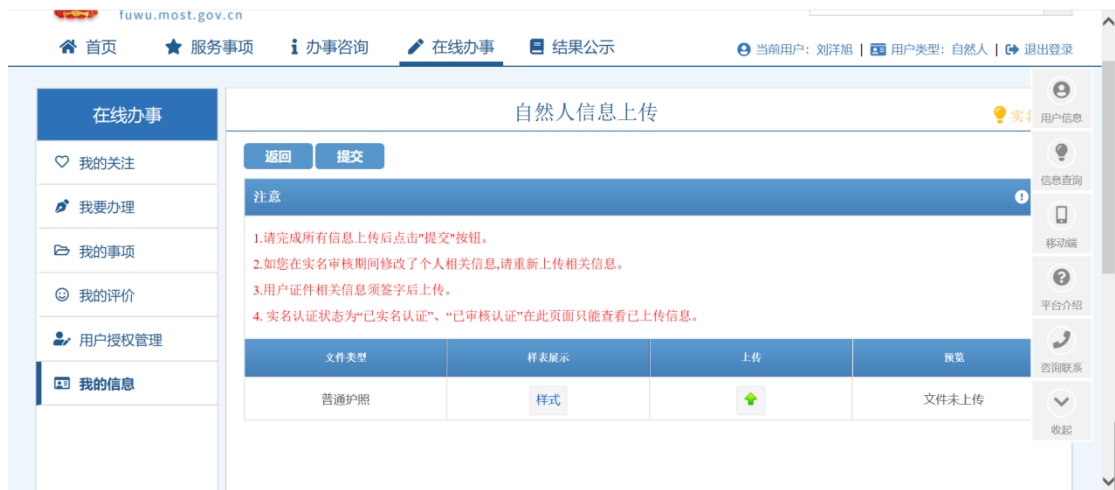 fuwu.most.gov.cn
首页 服务事项 办事咨询 在线办事 结果公示 当前用户：刘洋旭 | 用户类型：自然人 | 退出登录
在线办事
我的关注
我要办理
我的事项
我的评价
用户授权管理
我的信息
自然人信息上传
实名
返回 提交
注意
1.请完成所有信息上传后点击"提交"按钮。
2.如您在实名审核期间修改了个人相关信息,请重新上传相关信息。
3.用户证件相关信息须签字后上传。
4. 实名认证状态为“已实名认证”、“已审核认证”在此页面只能查看已上传信息。
文件类型 样表展示 上传 预览
普通护照 样式 文件未上传
用户信息
信息查询
移动端
平台介绍
咨询联系
收起